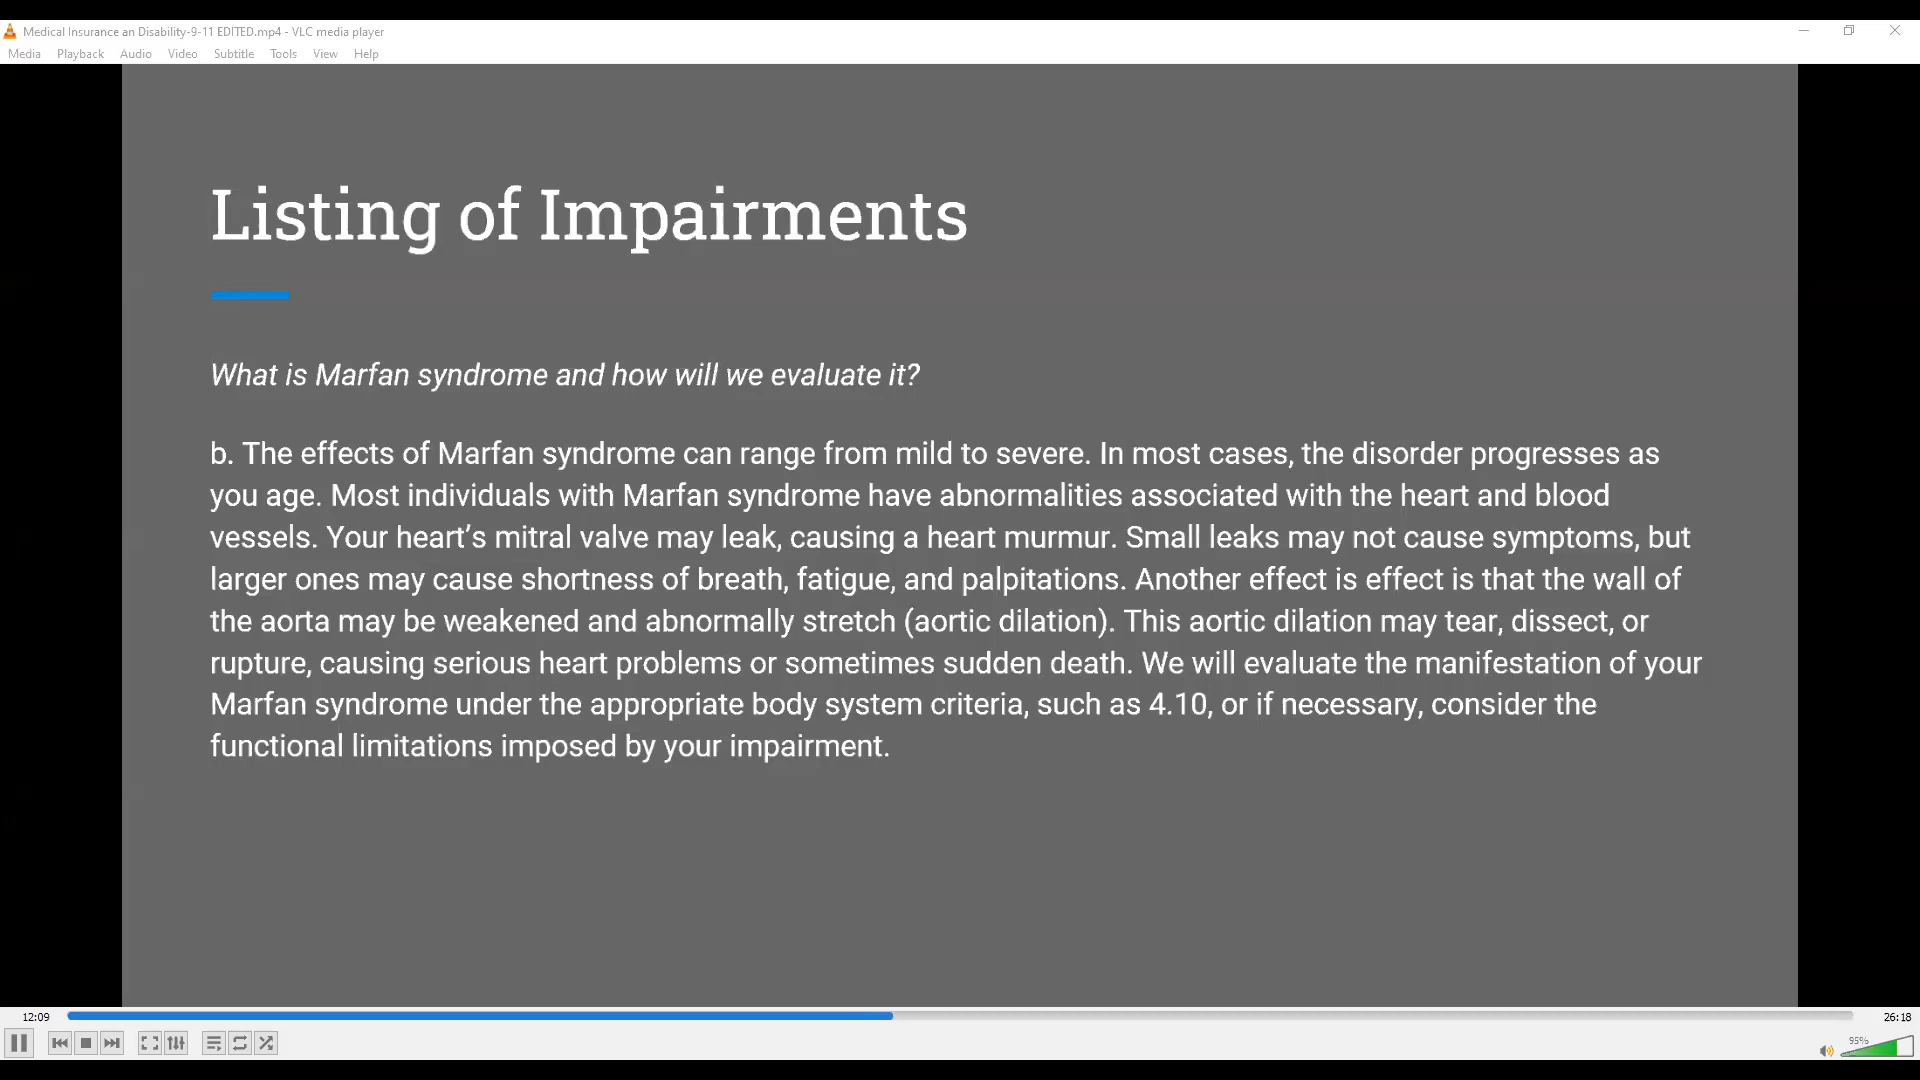 Medical Insurance an Disability-9-11 EDITED.mp4 - VLC media player
Media Playback Audio Video Subtitle Tools View Help
Listing of Impairments
What is Marfan syndrome and how will we evaluate it?
b. The effects of Marfan syndrome can range from mild to severe. In most cases, the disorder progresses as
you age. Most individuals with Marfan syndrome have abnormalities associated with the heart and blood
vessels. Your heart’s mitral valve may leak, causing a heart murmur. Small leaks may not cause symptoms, but
larger ones may cause shortness of breath, fatigue, and palpitations. Another effect is effect is that the wall of
the aorta may be weakened and abnormally stretch (aortic dilation). This aortic dilation may tear, dissect, or
rupture, causing serious heart problems or sometimes sudden death. We will evaluate the manifestation of your
Marfan syndrome under the appropriate body system criteria, such as 4.10, or if necessary, consider the
functional limitations imposed by your impairment.
12:09 26:18
95%